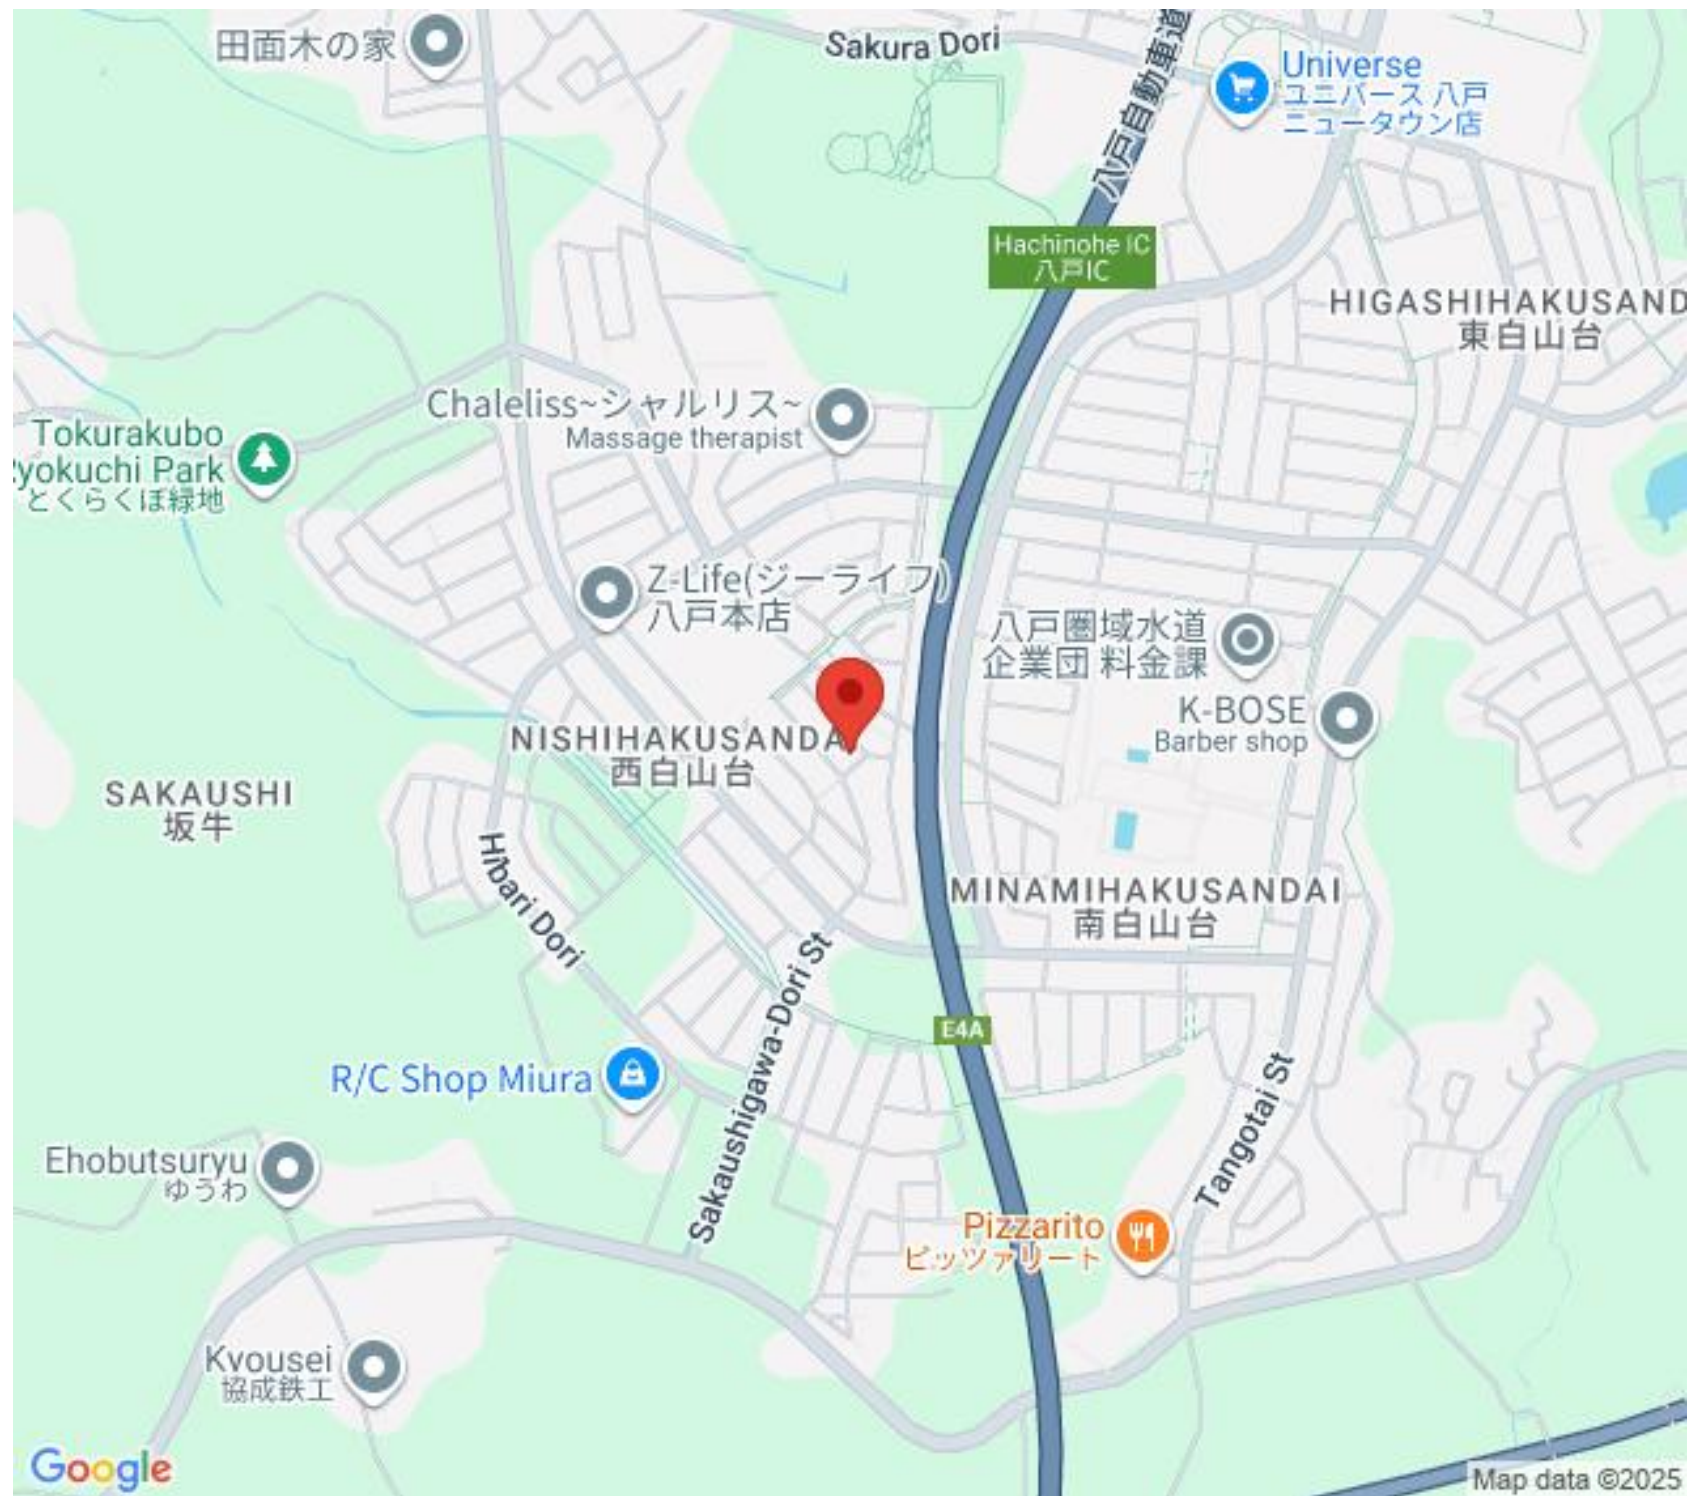 田面木の家
Sakura Dori
八戸自動車道
Universe
ユニバース 八戸
ニュータウン店
Hachinohe IC
八戸IC
HIGASHIHAKUSAND
東白山台
Chaleliss~シャルリス~
Massage therapist
Tokurakubo
yokuchi Park
とくらくぼ緑地
Z-Life(ジーライフ)
八戸本店
八戸圏域水道
企業団 料金課
K-BOSE
Barber shop
NISHIHAKUSANDA
西白山台
SAKAUSHI
坂牛
Hibari Dori
MINAMIHAKUSANDAI
南白山台
Sakaushigawa-Dori St
E4A
R/C Shop Miura
Tangotai St
Ehobutsuryu
ゆうわ
Pizzarito
ピッツァリート
Kyousei
協成鉄工
Google
Map data ©2025